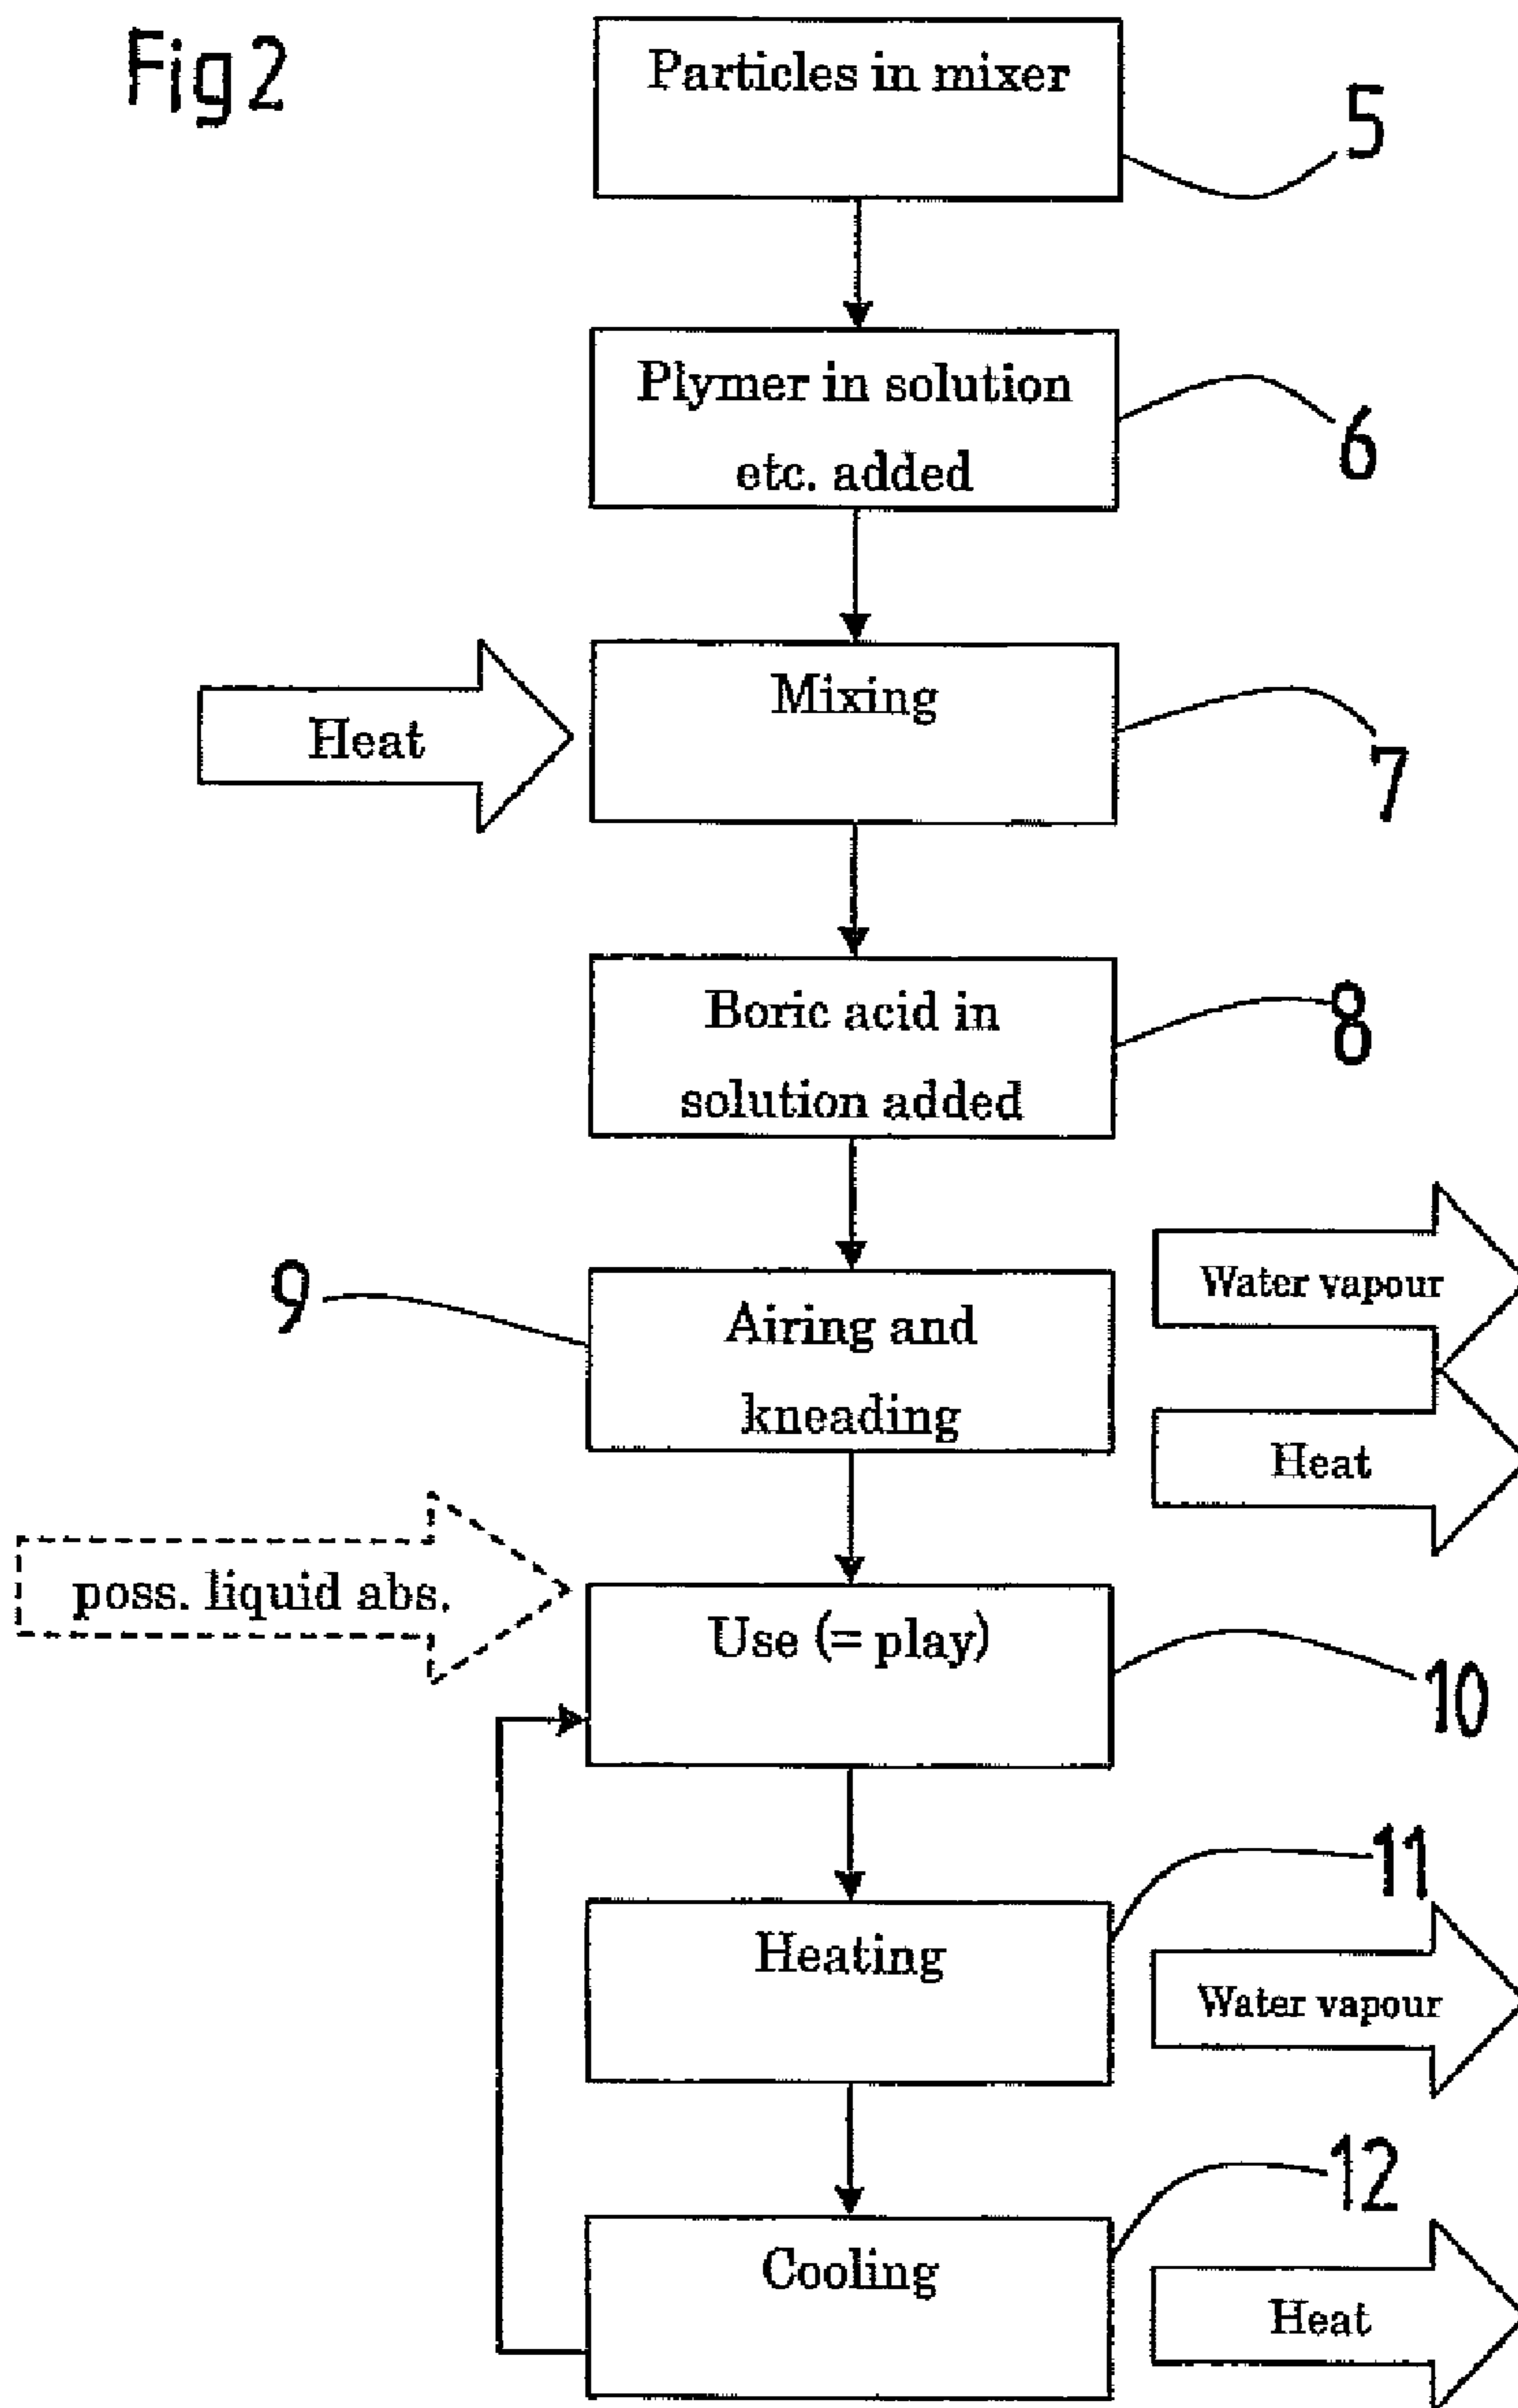 Fig2
Particles in mixer
5
Plymer in solution
etc. added
6
Heat
Mixing
7
Boric acid in
solution added
8
9
Airing and
kneading
Water vapour
Heat
poss. liquid abs.
Use (= play)
10
Heating
11
Water vapour
Cooling
12
Heat